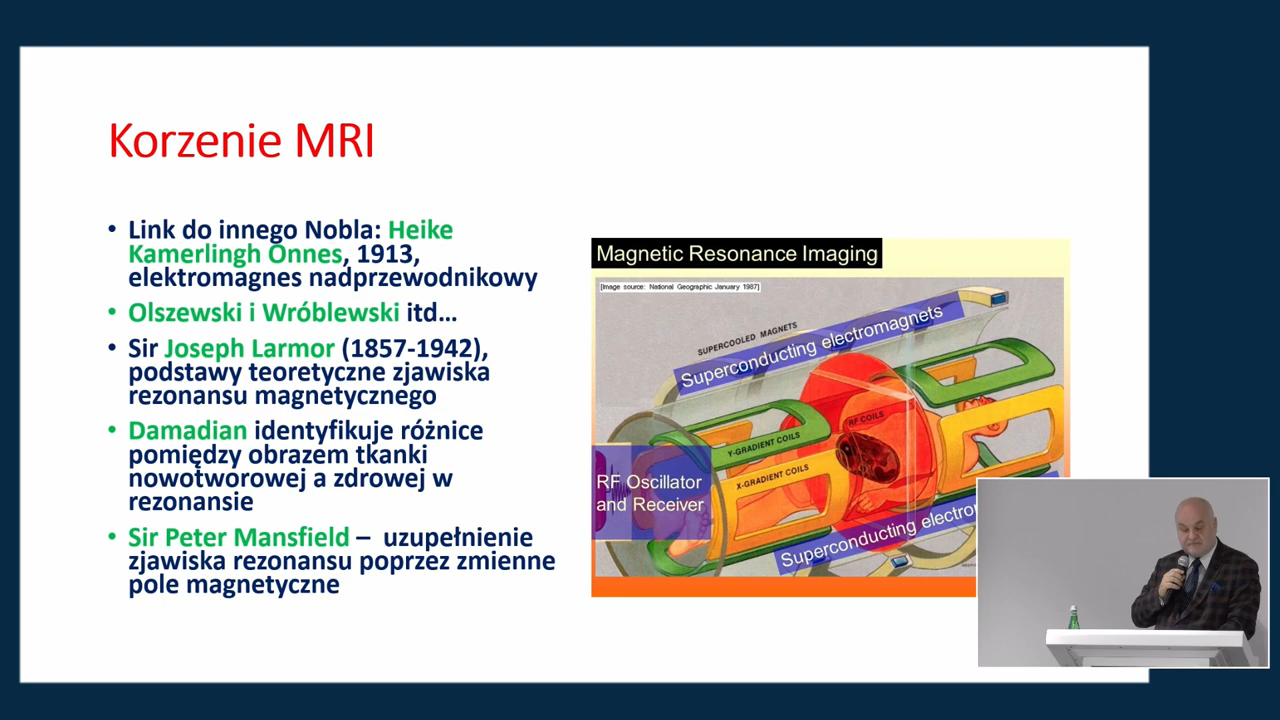 Korzenie MRI
• Link do innego Nobla: Heike
Kamerlingh Onnes, 1913,
elektromagnes nadprzewodnikowy
• Olszewski i Wróblewski itd...
• Sir Joseph Larmor (1857-1942),
podstawy teoretyczne zjawiska
rezonansu magnetycznego
• Damadian identyfikuje różnice
pomiędzy obrazem tkanki
nowotworowej a zdrowej w
rezonansie
• Sir Peter Mansfield – uzupełnienie
zjawiska rezonansu poprzez zmienne
pole magnetyczne
Magnetic Resonance Imaging
[Image source: National Geographic January 1987]
SUPERCOOLED MAGNETS
Superconducting electromagnets
RF COILS
Y-GRADIENT COILS
X-GRADIENT COILS
RF Oscillator
and Receiver
Superconducting electro